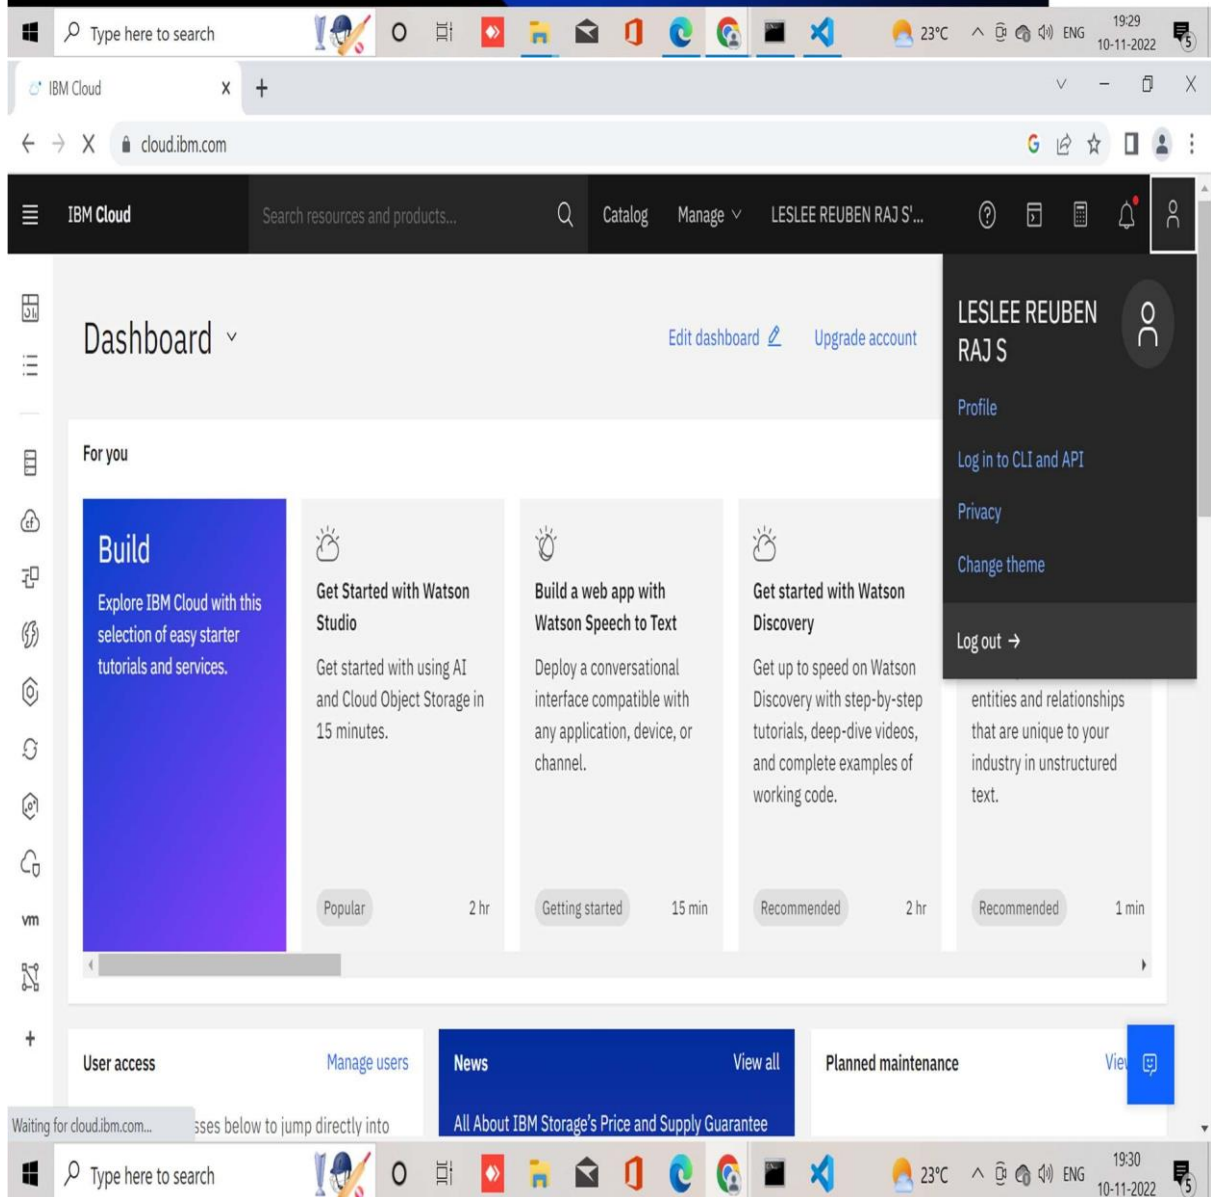 Type here to search
23°C ENG 19:29
10-11-2022
5
IBM Cloud
cloud.ibm.com
IBM Cloud Search resources and products... Catalog Manage LESLEE REUBEN RAJ S'...
LESLEE REUBEN
RAJ S
Profile
Log in to CLI and API
Privacy
Change theme
Log out →
Dashboard Edit dashboard Upgrade account
For you
Build
Explore IBM Cloud with this
selection of easy starter
tutorials and services.
Get Started with Watson
Studio
Get started with using AI
and Cloud Object Storage in
15 minutes.
Popular 2 hr
Build a web app with
Watson Speech to Text
Deploy a conversational
interface compatible with
any application, device, or
channel.
Getting started 15 min
Get started with Watson
Discovery
Get up to speed on Watson
Discovery with step-by-step
tutorials, deep-dive videos,
and complete examples of
working code.
Recommended 2 hr
entities and relationships
that are unique to your
industry in unstructured
text.
Recommended 1 min
vm
User access Manage users
sses below to jump directly into
News View all
All About IBM Storage's Price and Supply Guarantee
Planned maintenance Vie
Waiting for cloud.ibm.com...
Type here to search
23°C ENG 19:30
10-11-2022
5